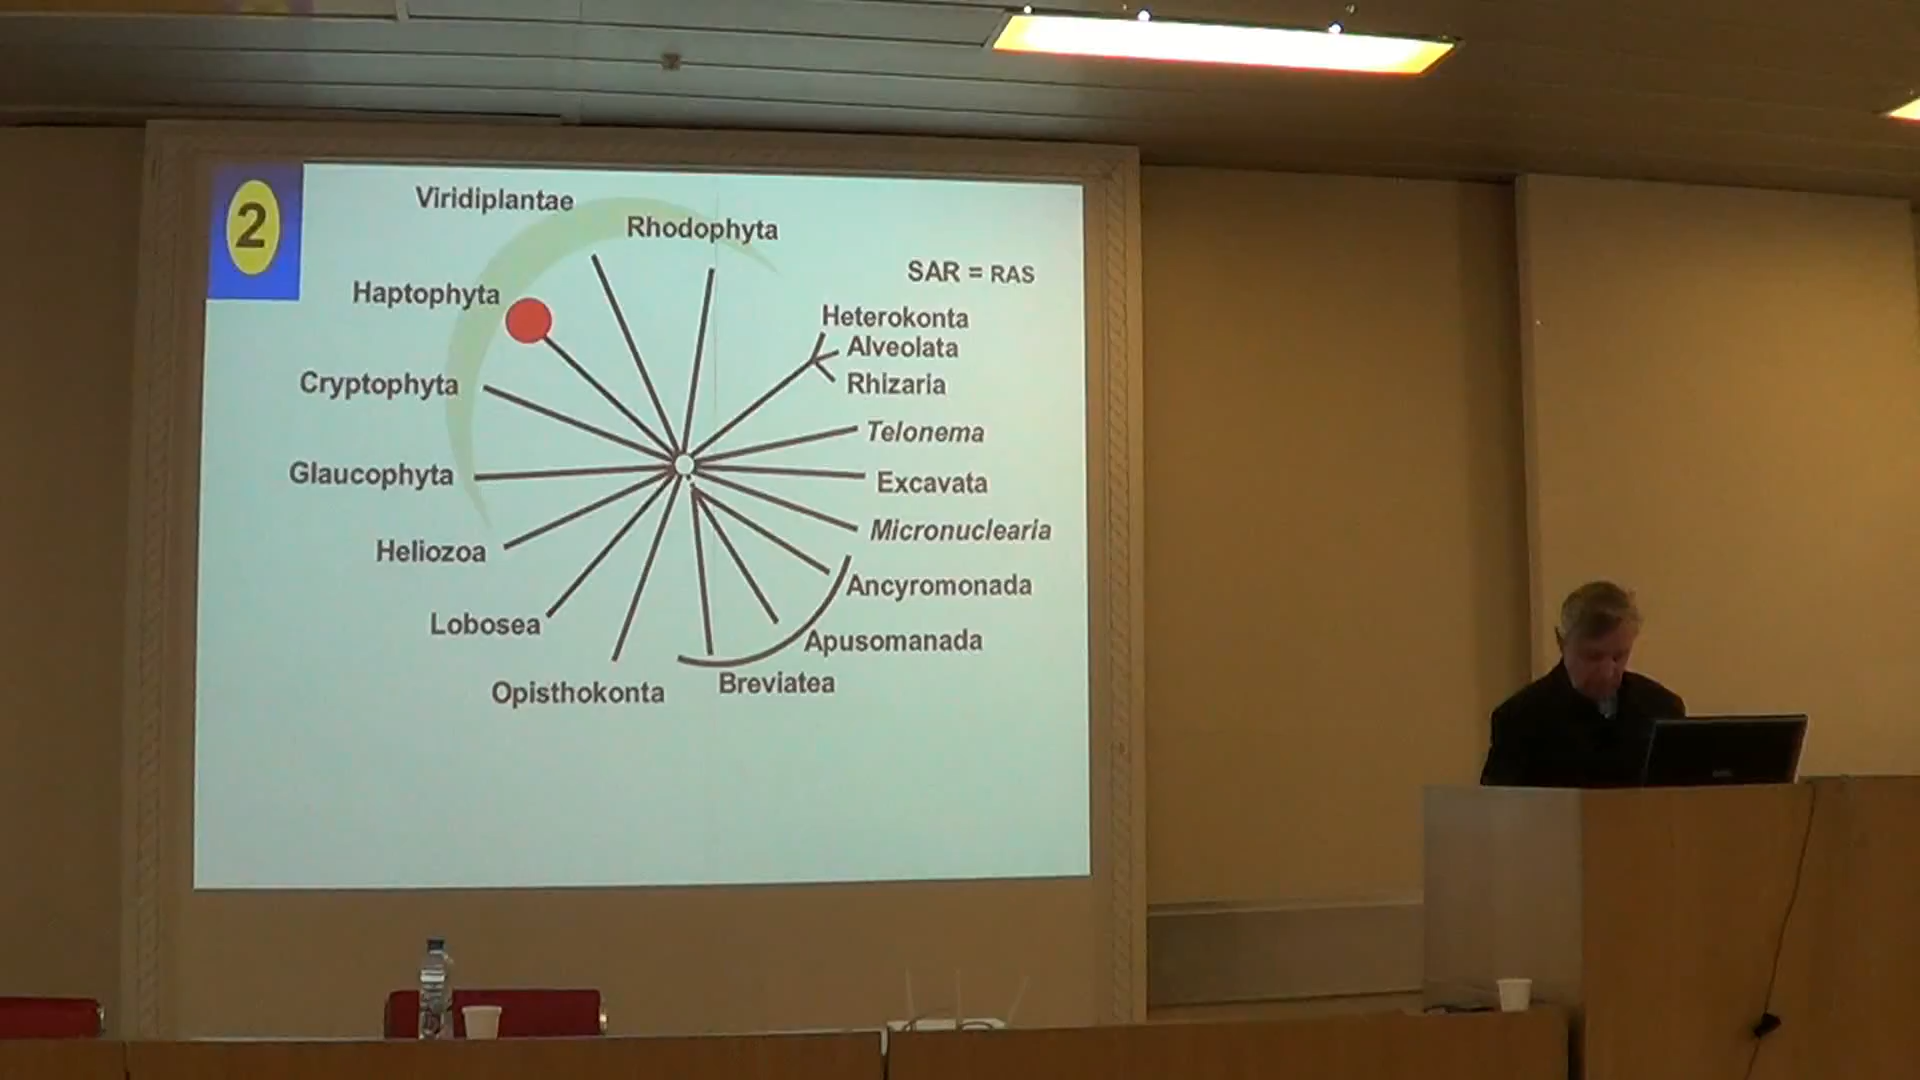 2
Viridiplantae
Rhodophyta
SAR = RAS
Haptophyta
Heterokonta
Alveolata
Cryptophyta
Rhizaria
Telonema
Glaucophyta
Excavata
Micronuclearia
Heliozoa
Ancyromonada
Lobosea
Apusomanada
Opisthokonta
Breviatea